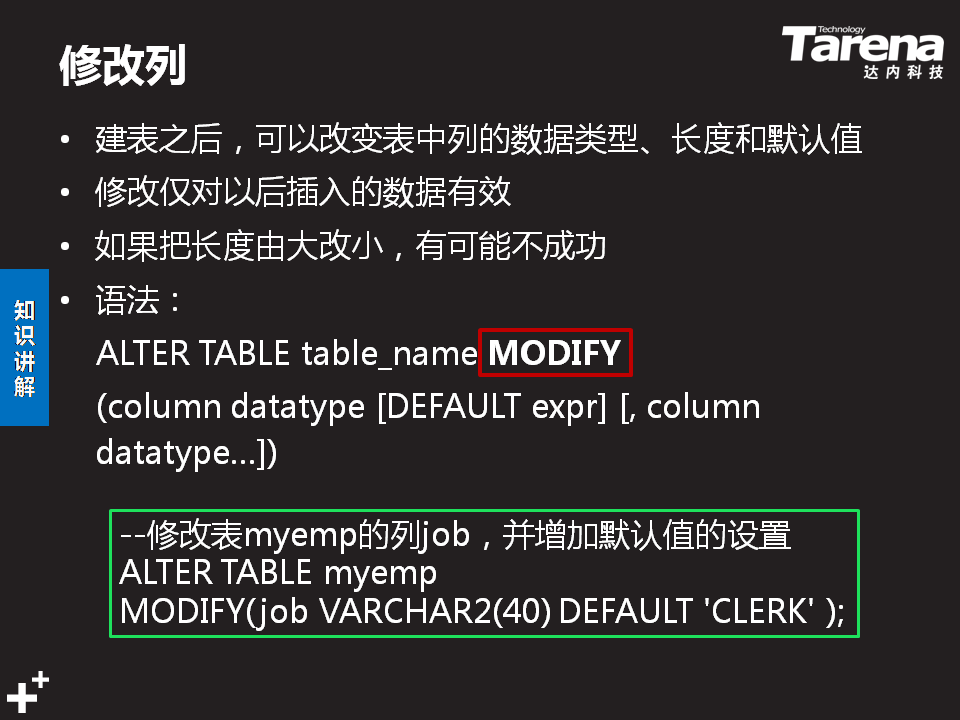 修改列
Technology
Tarena
达内科技
• 建表之后，可以改变表中列的数据类型、长度和默认值
• 修改仅对以后插入的数据有效
• 如果把长度由大改小，有可能不成功
• 语法：
ALTER TABLE table_name MODIFY
(column datatype [DEFAULT expr] [, column
datatype…])
知识讲解
--修改表myemp的列job，并增加默认值的设置
ALTER TABLE myemp
MODIFY(job VARCHAR2(40) DEFAULT 'CLERK' );